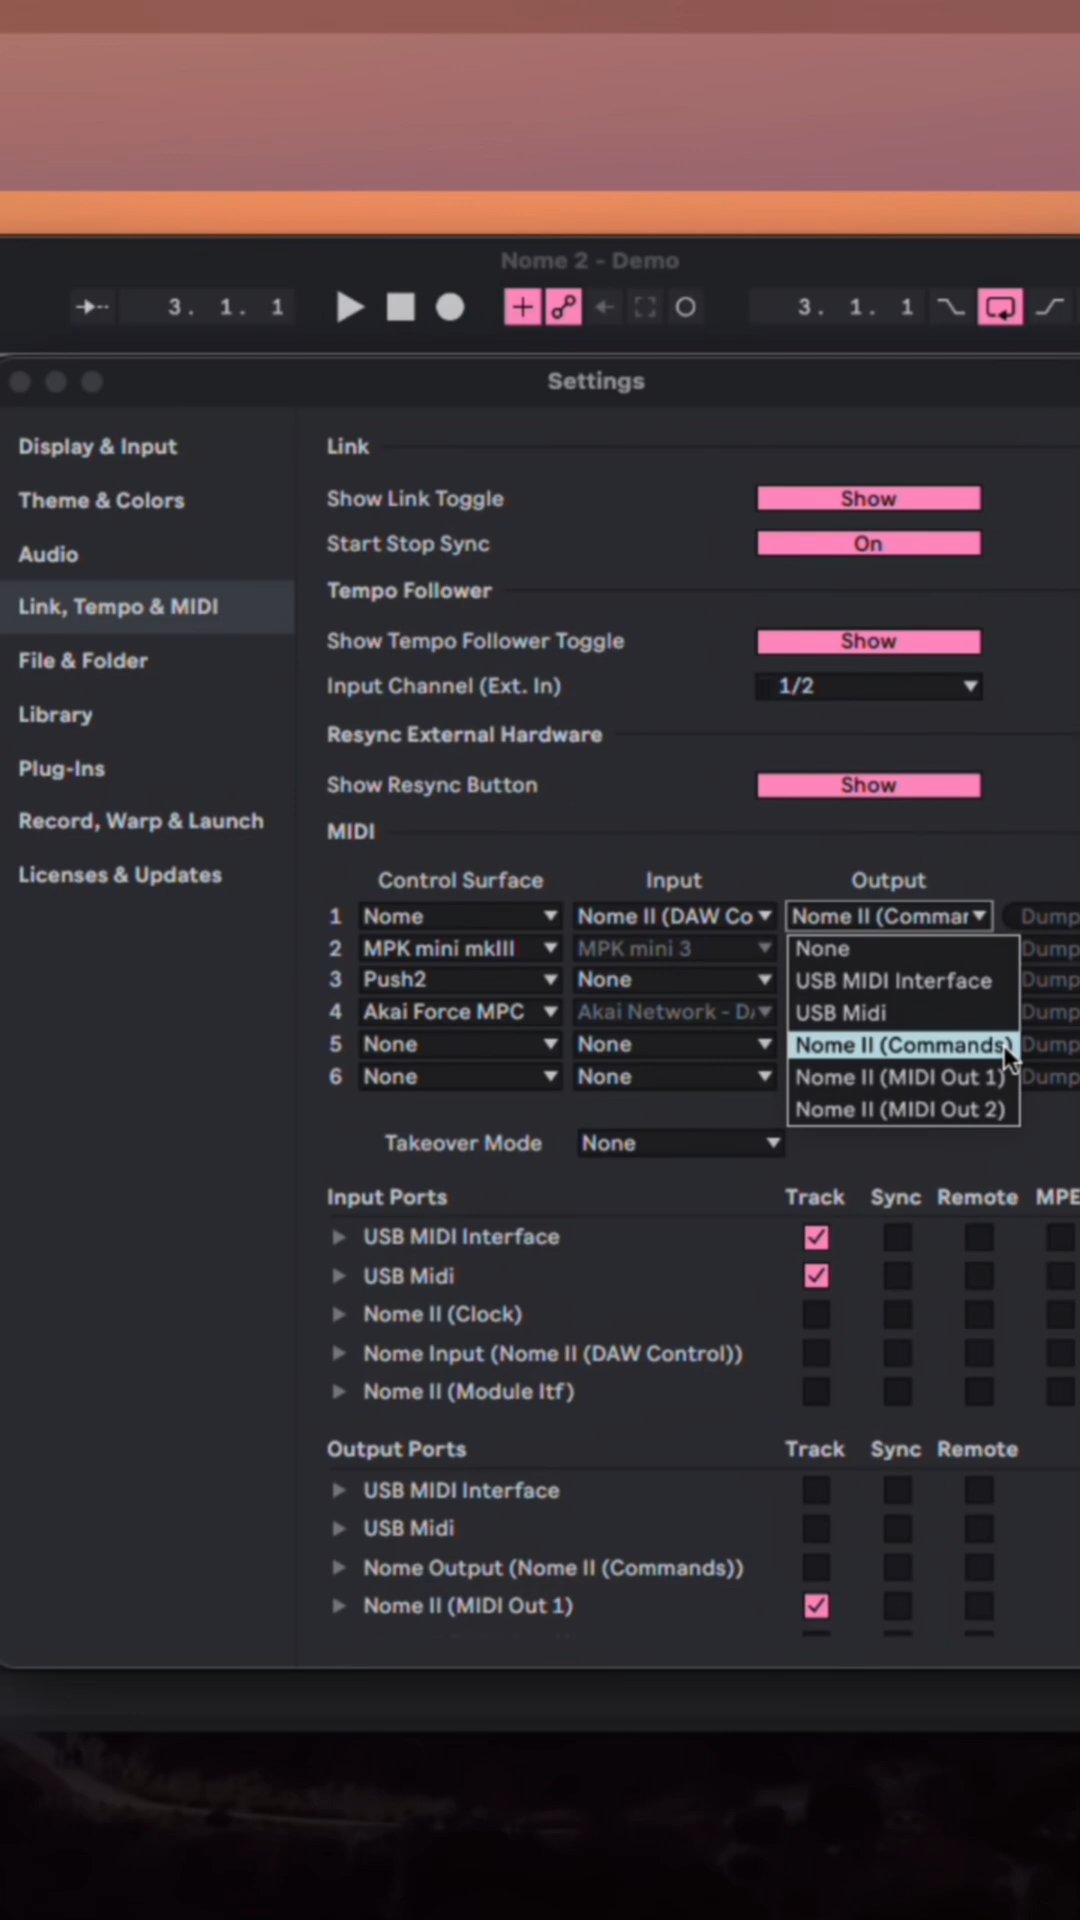 Nome 2 - Demo
3. 1. 1
3. 1. 1
Settings
Display & Input
Theme & Colors
Audio
Link, Tempo & MIDI
File & Folder
Library
Plug-Ins
Record, Warp & Launch
Licenses & Updates
Link
Show Link Toggle Show
Start Stop Sync On
Tempo Follower
Show Tempo Follower Toggle Show
Input Channel (Ext. In) 1/2
Resync External Hardware
Show Resync Button Show
MIDI
Control Surface Input Output
1 Nome Nome II (DAW Co Nome II (Commar Dump
2 MPK mini mkIII MPK mini 3 Dump
3 Push2 None Dump
4 Akai Force MPC Akai Network - D Dump
5 None None Dump
6 None None
None
USB MIDI Interface
USB Midi
Nome II (Commands)
Nome II (MIDI Out 1)
Nome II (MIDI Out 2)
Takeover Mode None
Input Ports Track Sync Remote MPE
USB MIDI Interface
USB Midi
Nome II (Clock)
Nome Input (Nome II (DAW Control))
Nome II (Module Itf)
Output Ports Track Sync Remote
USB MIDI Interface
USB Midi
Nome Output (Nome II (Commands))
Nome II (MIDI Out 1)